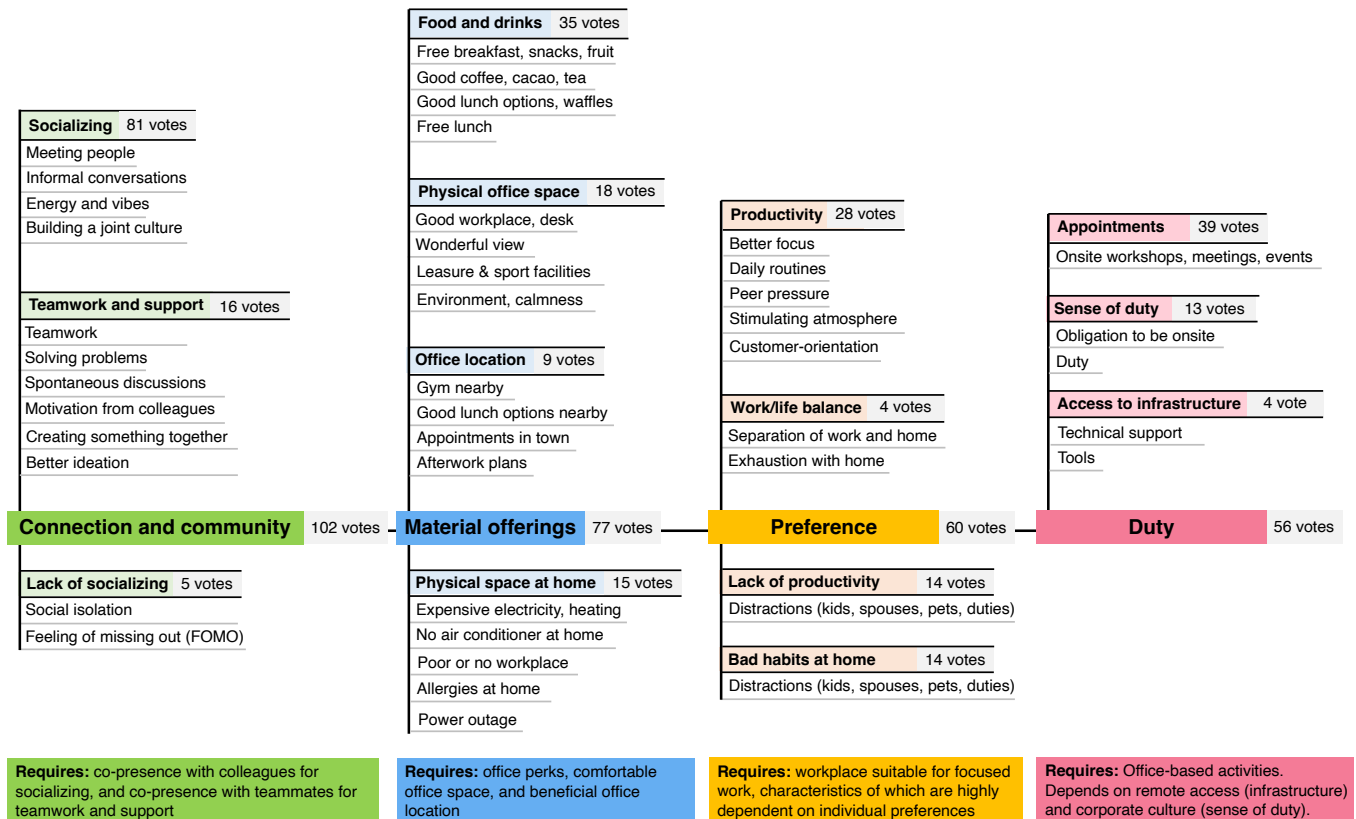 Food and drinks 35 votes
Free breakfast, snacks, fruit
Good coffee, cacao, tea
Good lunch options, waffles
Free lunch
Socializing 81 votes
Meeting people
Informal conversations
Energy and vibes
Building a joint culture
Physical office space 18 votes
Good workplace, desk
Wonderful view
Leasure & sport facilities
Environment, calmness
Productivity 28 votes
Better focus
Daily routines
Peer pressure
Stimulating atmosphere
Customer-orientation
Appointments 39 votes
Onsite workshops, meetings, events
Teamwork and support 16 votes
Teamwork
Solving problems
Spontaneous discussions
Motivation from colleagues
Creating something together
Better ideation
Office location 9 votes
Gym nearby
Good lunch options nearby
Appointments in town
Afterwork plans
Work/life balance 4 votes
Separation of work and home
Exhaustion with home
Sense of duty 13 votes
Obligation to be onsite
Duty
Access to infrastructure 4 vote
Technical support
Tools
Connection and community 102 votes
Material offerings 77 votes
Preference 60 votes
Duty 56 votes
Lack of socializing 5 votes
Social isolation
Feeling of missing out (FOMO)
Physical space at home 15 votes
Expensive electricity, heating
No air conditioner at home
Poor or no workplace
Allergies at home
Power outage
Lack of productivity 14 votes
Distractions (kids, spouses, pets, duties)
Bad habits at home 14 votes
Distractions (kids, spouses, pets, duties)
Requires: co-presence with colleagues for
socializing, and co-presence with teammates for
teamwork and support
Requires: office perks, comfortable
office space, and beneficial office
location
Requires: workplace suitable for focused
work, characteristics of which are highly
dependent on individual preferences
Requires: Office-based activities.
Depends on remote access (infrastructure)
and corporate culture (sense of duty).